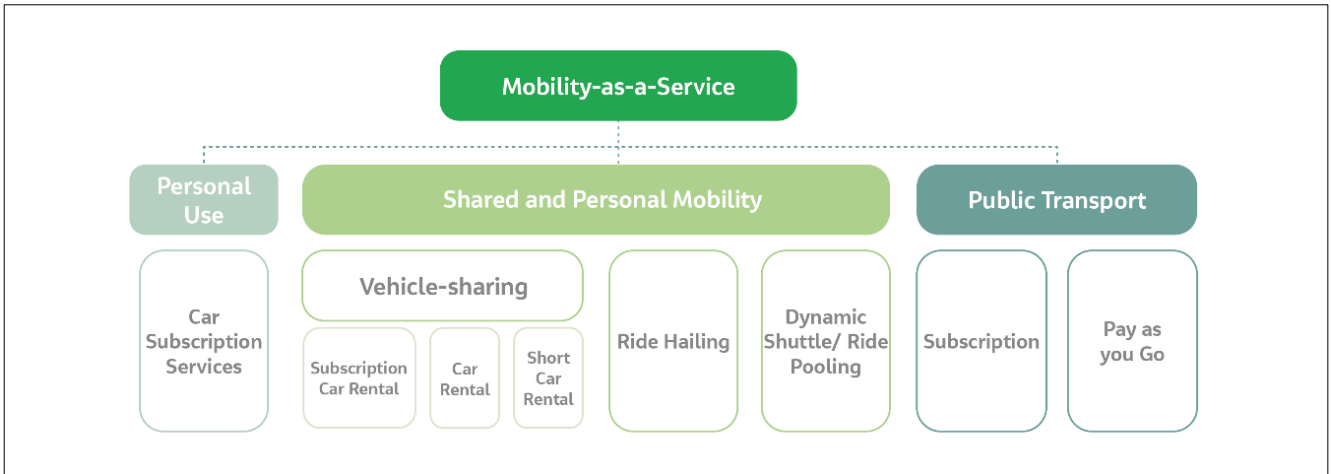 Mobility-as-a-Service
Personal
Use
Shared and Personal Mobility
Public Transport
Car
Subscription
Services
Vehicle-sharing
Subscription
Car Rental
Car
Rental
Short
Car
Rental
Ride Hailing
Dynamic
Shuttle/ Ride
Pooling
Subscription
Pay as
you Go